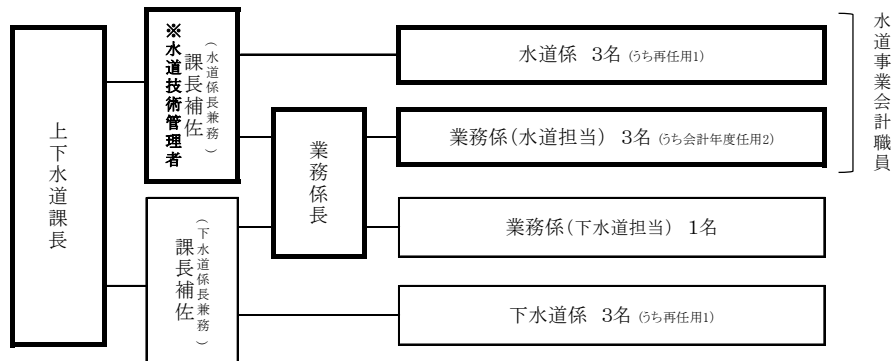 上下水道課長
※水道技術管理者
課長補佐
（水道係長兼務）
課長補佐
（下水道係長兼務）
業務係長
水道係 3名 (うち再任用1)
業務係(水道担当) 3名 (うち会計年度任用2)
業務係(下水道担当) 1名
下水道係 3名 (うち再任用1)
水道事業会計職員